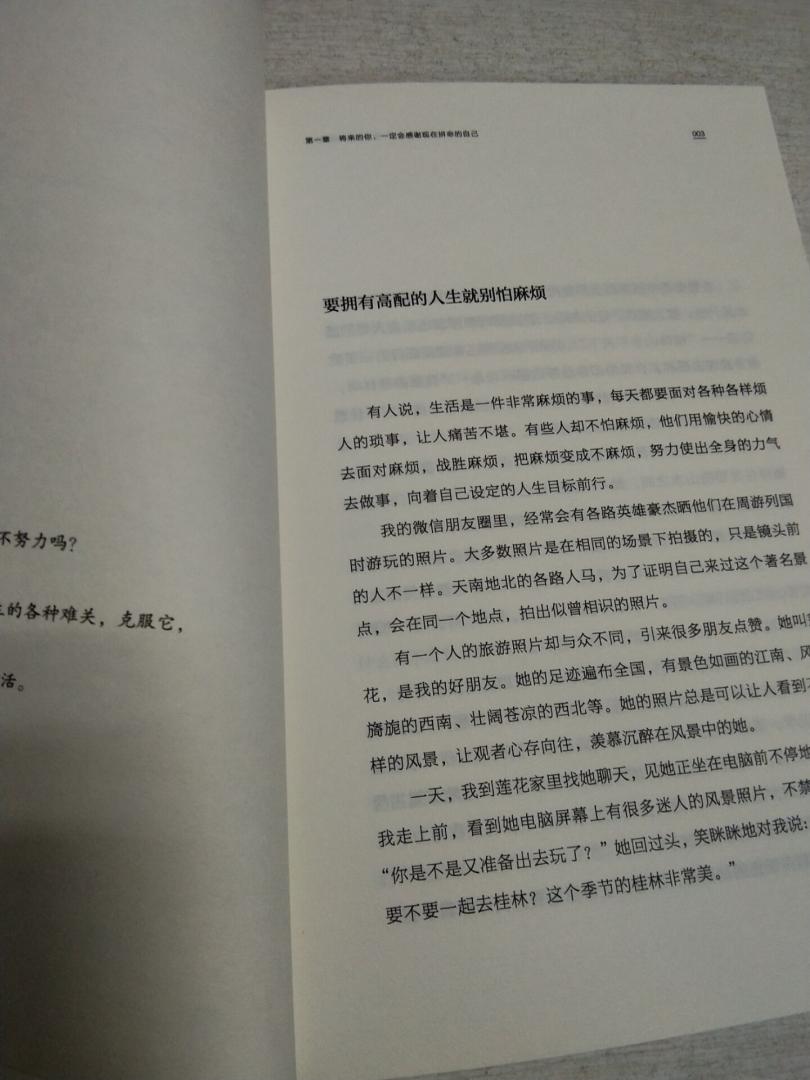 不努力吗?
的各种难关，克服它，
活。
第一章 将来的你，一定会感谢现在拼命的自己
003
要拥有高配的人生就别怕麻烦
有人说，生活是一件非常麻烦的事，每天都要面对各种各样烦
人的琐事，让人痛苦不堪。有些人却不怕麻烦，他们用愉快的心情
去面对麻烦，战胜麻烦，把麻烦变成不麻烦，努力使出全身的力气
去做事，向着自己设定的人生目标前行。
我的微信朋友圈里，经常会有各路英雄豪杰晒他们在周游列国
时游玩的照片。大多数照片是在相同的场景下拍摄的，只是镜头前
的人不一样。天南地北的各路人马，为了证明自己来过这个著名景
点，会在同一个地点，拍出似曾相识的照片。
有一个人的旅游照片却与众不同，引来很多朋友点赞。她叫
花，是我的好朋友。她的足迹遍布全国，有景色如画的江南、风
旖旎的西南、壮阔苍凉的西北等。她的照片总是可以让人看到
样的风景，让观者心存向往，羡慕沉醉在风景中的她。
一天，我到莲花家里找她聊天，见她正坐在电脑前不停地
我走上前，看到她电脑屏幕上有很多迷人的风景照片，不禁
“你是不是又准备出去玩了？”她回过头，笑眯眯地对我说：
要不要一起去桂林？这个季节的桂林非常美。”